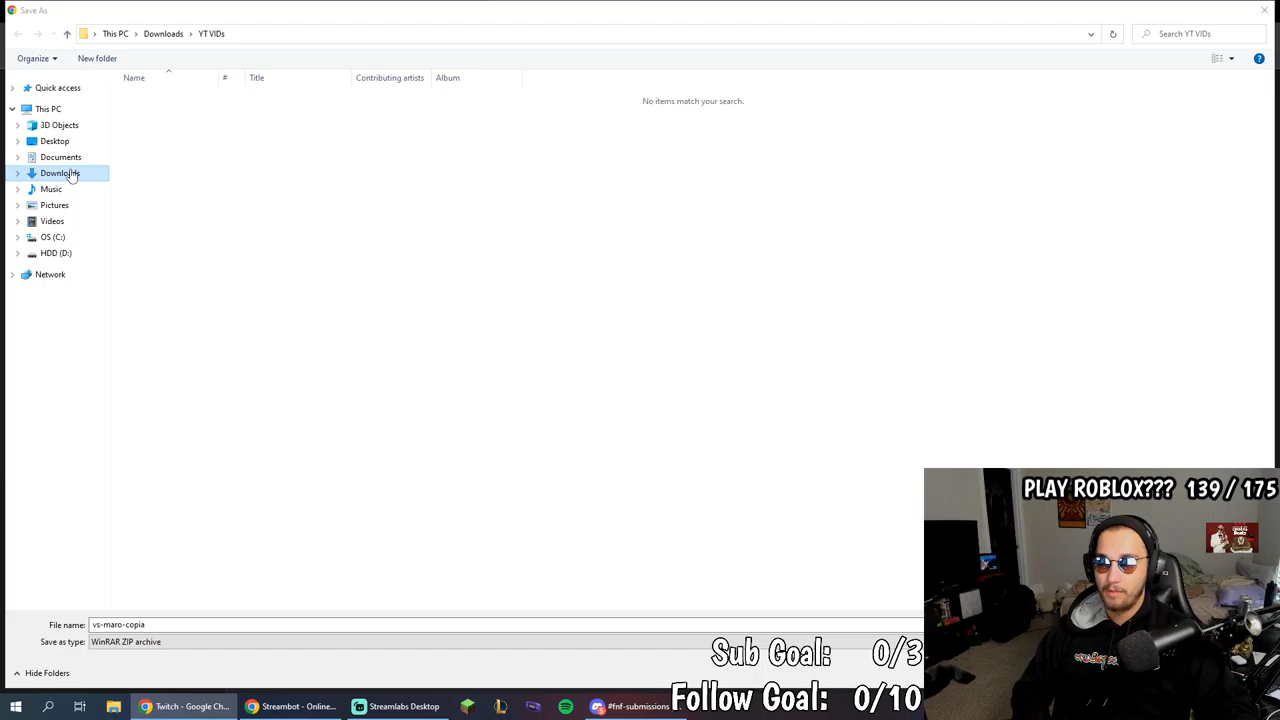 Save As
This PC > Downloads > YT VIDs
Search YT VIDs
Organize
New folder
Name
#
Title
Contributing artists
Album
No items match your search.
Quick access
This PC
3D Objects
Desktop
Documents
Downloads
Music
Pictures
Videos
OS (C:)
HDD (D:)
Network
PLAY ROBLOX??? 139 / 175
File name: vs-maro-copia
Save as type: WinRAR ZIP archive
Sub Goal: 0/3
Hide Folders
Follow Goal: 0/10
Twitch - Google Ch...
Streambot - Online...
Streamlabs Desktop
#fnf-submissions